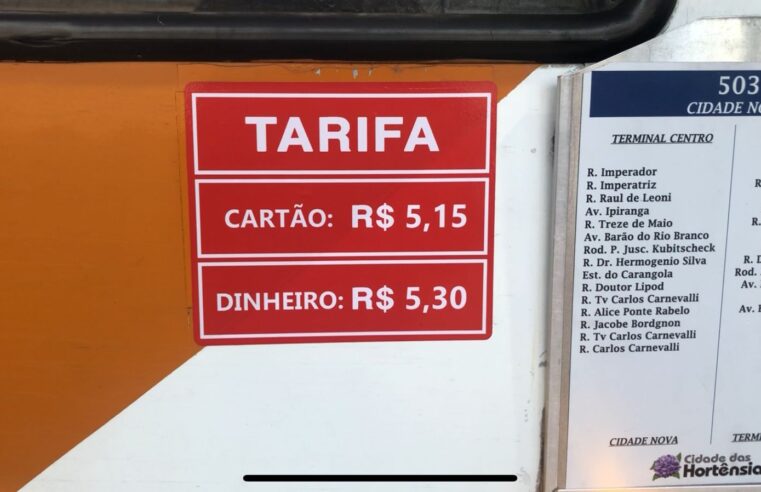 TARIFA
CARTÃO: R$ 5,15
DINHEIRO: R$ 5,30
503
CIDADE
TERMINAL CENTRO
R. Imperador
R. Imperatriz
R. Raul de Leoni
Av. Ipiranga
R. Treze de Maio
Av. Barão do Rio Branco
Rod. P. Jusc. Kubitscheck
R. Dr. Hermogenio Silva
Est. do Carangola
R. Doutor Lipod
R. Tv Carlos Carnevalli
R. Alice Ponte Rabelo
R. Jacobe Bordgnon
R. Tv Carlos Carnevalli
R. Carlos Carnevalli
CIDADE NOVA
Cidade das